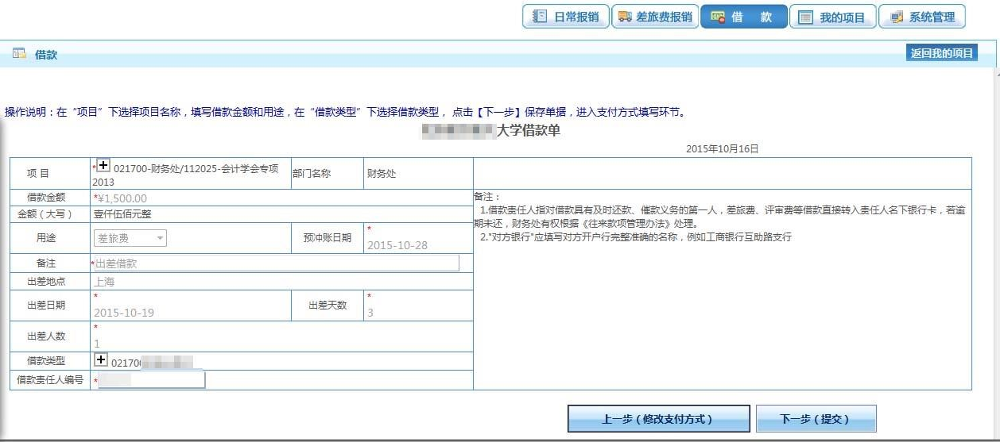 日常报销 差旅费报销 借 款 我的项目 系统管理
借款 返回我的项目
操作说明：在“项目”下选择项目名称，填写借款金额和用途，在“借款类型”下选择借款类型， 点击【下一步】保存单据，进入支付方式填写环节。
大学借款单
2015年10月16日
项 目 * 021700-财务处/112025-会计学会专项 部门名称 财务处
2013
借款金额 *¥1,500.00
金额（大写） 壹仟伍佰元整
用途 差旅费 预冲账日期 * 2015-10-28
备注 *出差借款
出差地点 上海
出差日期 * 2015-10-19 出差天数 * 3
出差人数 * 1
借款类型 02170
借款责任人编号 *
备注：
1.借款责任人指对借款具有及时还款、催款义务的第一人，差旅费、评审费等借款直接转入责任人名下银行卡，若逾
期未还，财务处有权根据《往来款项管理办法》处理。
2."对方银行"应填写对方开户行完整准确的名称，例如工商银行互助路支行
上一步（修改支付方式） 下一步（提交）